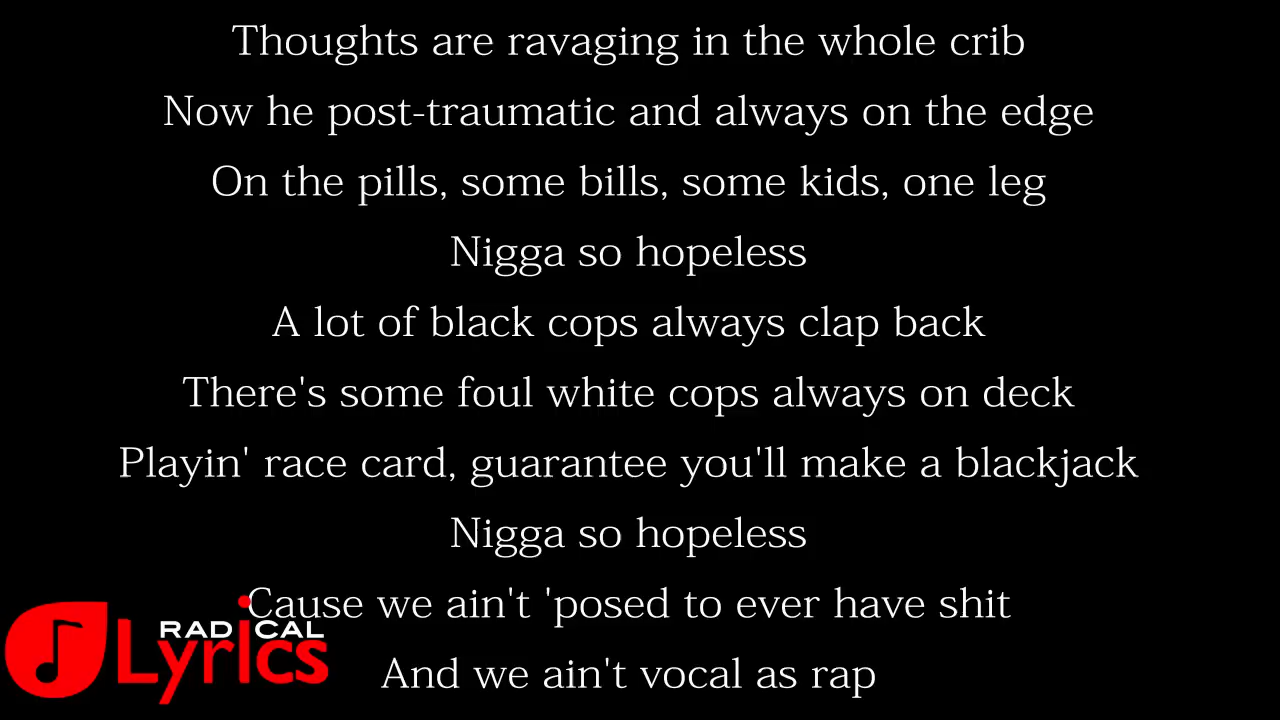 Thoughts are ravaging in the whole crib
Now he post-traumatic and always on the edge
On the pills, some bills, some kids, one leg
Nigga so hopeless
A lot of black cops always clap back
There's some foul white cops always on deck
Playin' race card, guarantee you'll make a blackjack
Nigga so hopeless
Cause we ain't 'posed to ever have shit
And we ain't vocal as rap
RADICAL
Lyrics